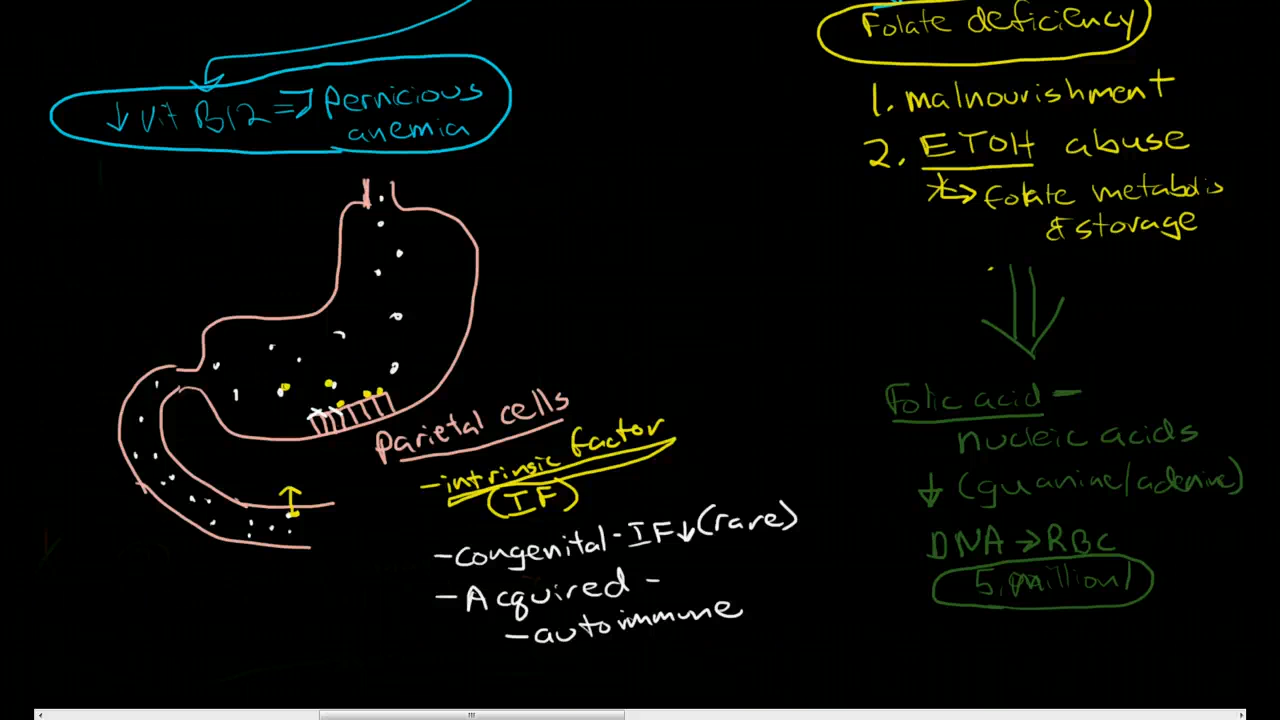 ↓ Vit B12 => Pernicious
anemia
Parietal cells
- intrinsic factor
(IF)
- Congenital - IF↓ (rare)
- Acquired -
- autoimmune
Folate deficiency
1. malnourishment
2. ETOH abuse
folate metabolis
& storage
Folic acid -
nucleic acids
↓ (guanine/adenine)
DNA → RBC
5 million/